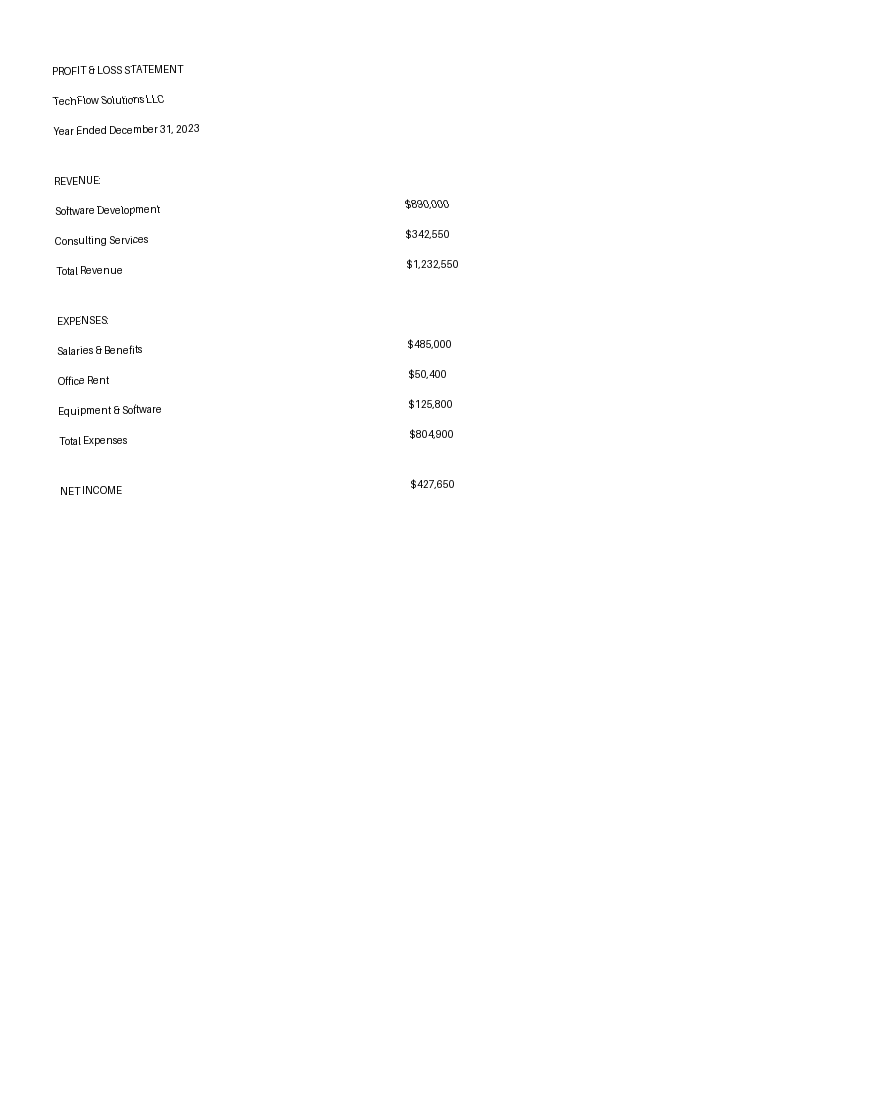 PROFIT & LOSS STATEMENT
TechFlow Solutions LLC
Year Ended December 31, 2023
REVENUE:
Software Development $890,000
Consulting Services $342,550
Total Revenue $1,232,550
EXPENSES:
Salaries & Benefits $485,000
Office Rent $50,400
Equipment & Software $125,800
Total Expenses $804,900
NET INCOME $427,650